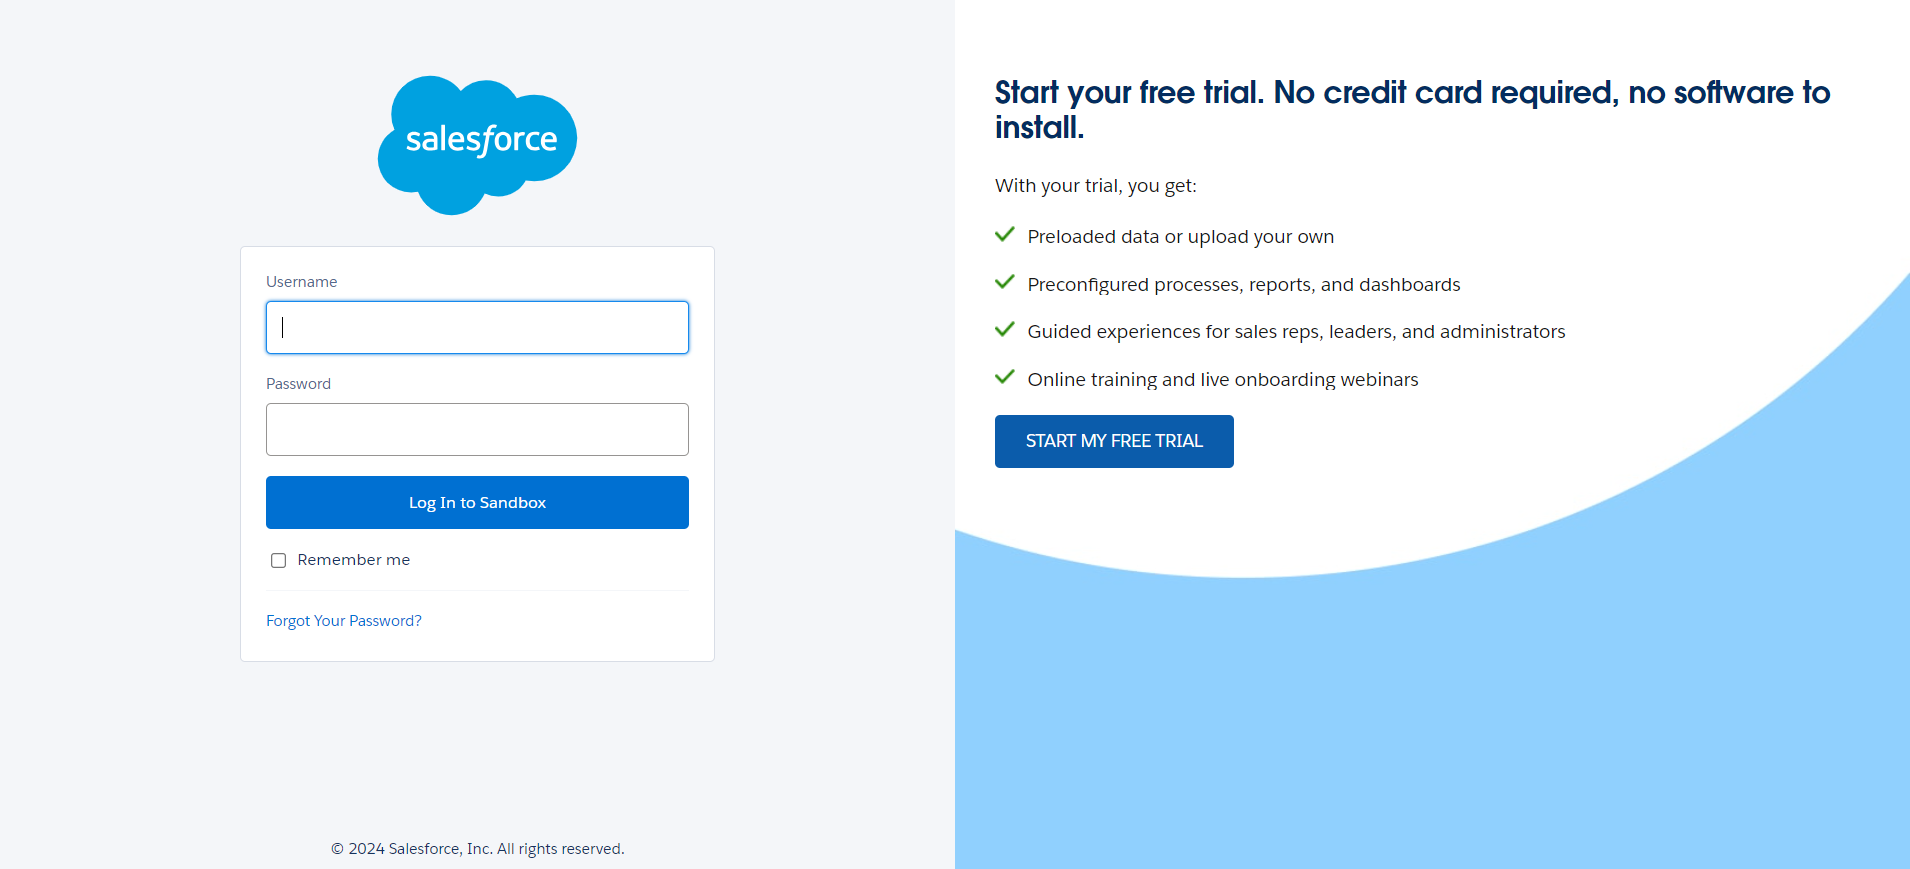 salesforce
Username
Password
Log In to Sandbox
Remember me
Forgot Your Password?
© 2024 Salesforce, Inc. All rights reserved.
Start your free trial. No credit card required, no software to
install.
With your trial, you get:
Preloaded data or upload your own
Preconfigured processes, reports, and dashboards
Guided experiences for sales reps, leaders, and administrators
Online training and live onboarding webinars
START MY FREE TRIAL